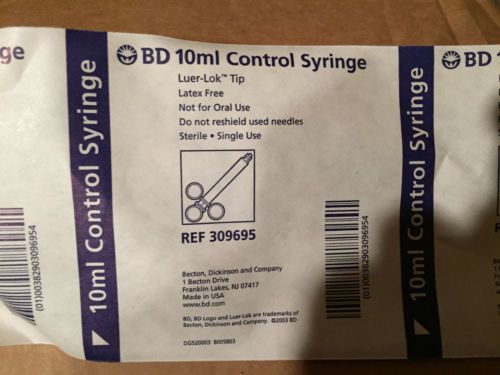 ge
10ml Control Syringe
(01)00382903096954
BD 10ml Control Syringe
Luer-Lok™ Tip
Latex Free
Not for Oral Use
Do not reshield used needles
Sterile • Single Use
REF 309695
Becton, Dickinson and Company
1 Becton Drive
Franklin Lakes, NJ 07417
Made in USA
www.bd.com
BD, BD Logo and Luer-Lok are trademarks of
Becton, Dickinson and Company. ©2003 BD
DG520003 8005803
(01)00382903096954
10ml Control Syringe
BD 1